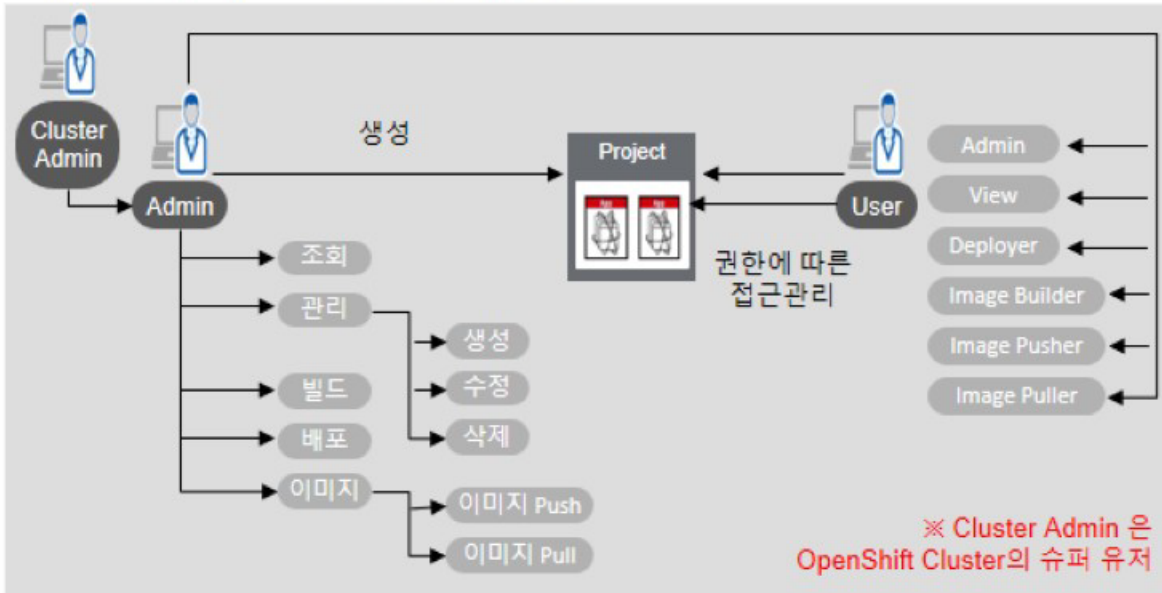 Cluster
Admin
Admin
생성
Project
App
App
User
권한에 따른
접근관리
Admin
View
Deployer
Image Builder
Image Pusher
Image Puller
조회
관리
생성
수정
삭제
빌드
배포
이미지
이미지 Push
이미지 Pull
※ Cluster Admin 은
OpenShift Cluster의 슈퍼 유저